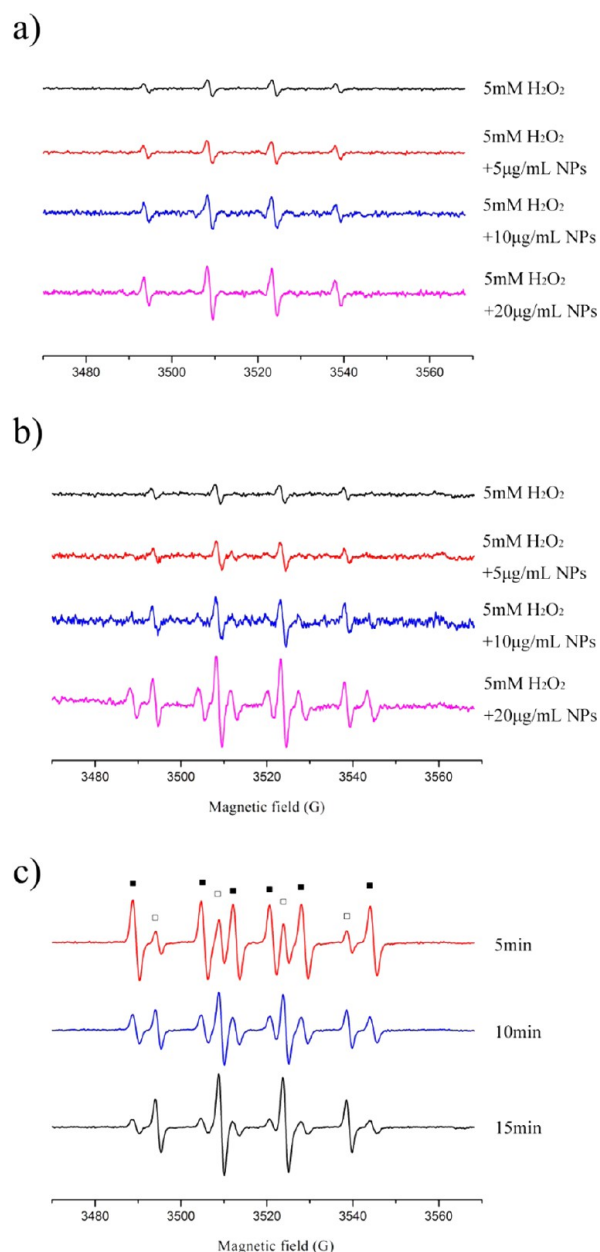 a)
5mM H₂O₂
5mM H₂O₂
+5μg/mL NPs
5mM H₂O₂
+10μg/mL NPs
5mM H₂O₂
+20μg/mL NPs
3480 3500 3520 3540 3560
b)
5mM H₂O₂
5mM H₂O₂
+5μg/mL NPs
5mM H₂O₂
+10μg/mL NPs
5mM H₂O₂
+20μg/mL NPs
3480 3500 3520 3540 3560
Magnetic field (G)
c)
5min
10min
15min
3480 3500 3520 3540 3560
Magnetic field (G)